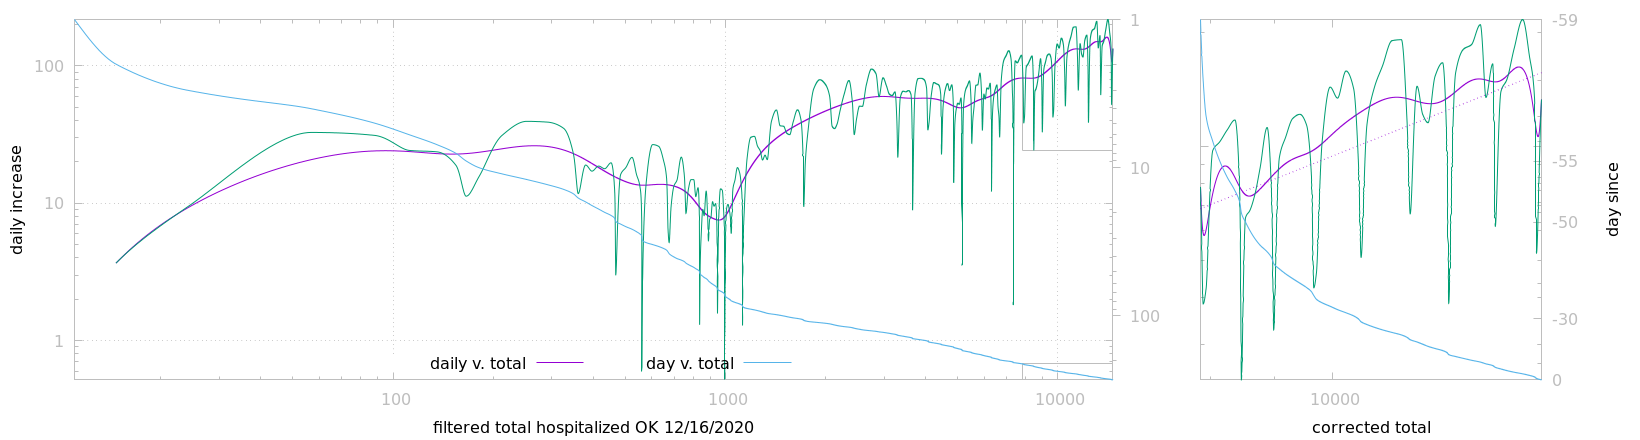 daily increase
100
10
1
daily v. total
day v. total
100
1000
10000
filtered total hospitalized OK 12/16/2020
1
10
100
10000
corrected total
-59
-55
-50
-30
0
day since